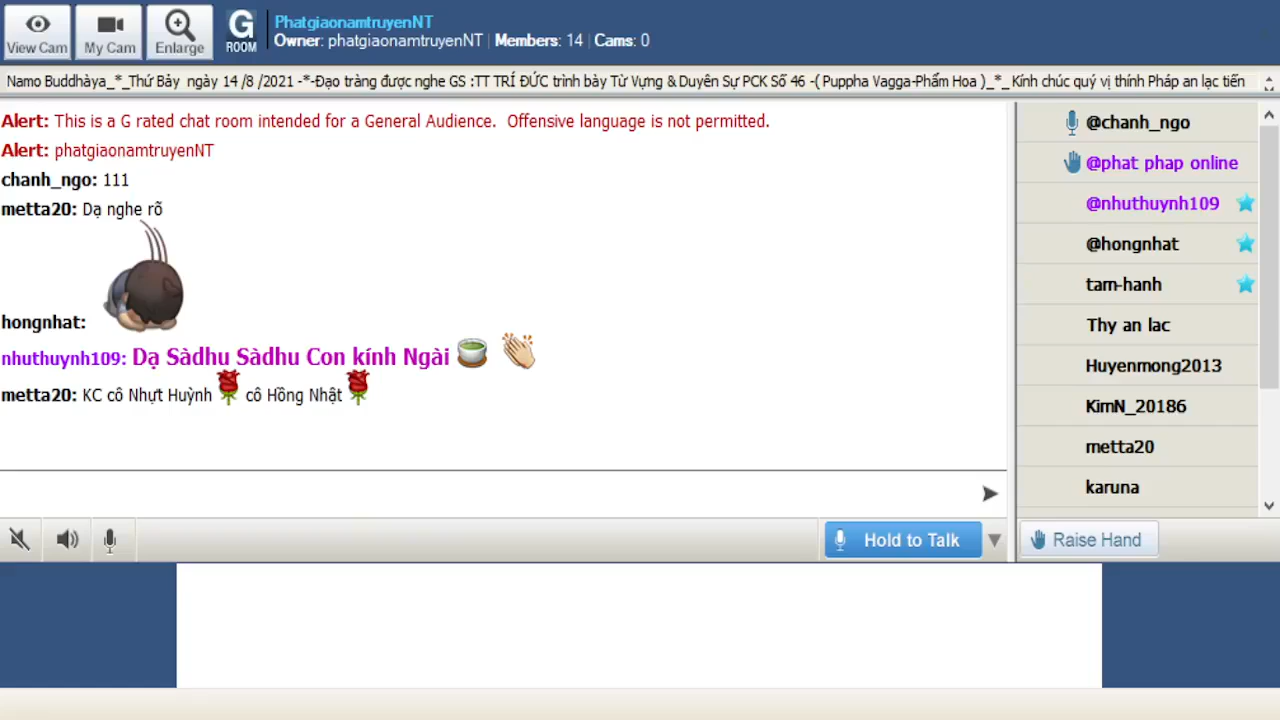 View Cam
My Cam
Enlarge
G
ROOM
PhatgiaonamtruyenNT
Owner: phatgiaonamtruyenNT | Members: 14 | Cams: 0
Namo Buddhàya_*_Thứ Bảy ngày 14 /8 /2021 -*-Đạo tràng được nghe GS :TT TRÍ ĐỨC trình bày Từ Vựng & Duyên Sự PCK Số 46 -( Puppha Vagga-Phẩm Hoa )_*_ Kính chúc quý vị thính Pháp an lạc tiến
Alert: This is a G rated chat room intended for a General Audience. Offensive language is not permitted.
Alert: phatgiaonamtruyenNT
chanh_ngo: 111
metta20: Dạ nghe rõ
hongnhat:
nhuthuynh109: Dạ Sàdhu Sàdhu Con kính Ngài
metta20: KC cô Nhựt Huỳnh cô Hồng Nhật
@chanh_ngo
@phat phap online
@nhuthuynh109
@hongnhat
tam-hanh
Thy an lac
Huyenmong2013
KimN_20186
metta20
karuna
Hold to Talk
Raise Hand